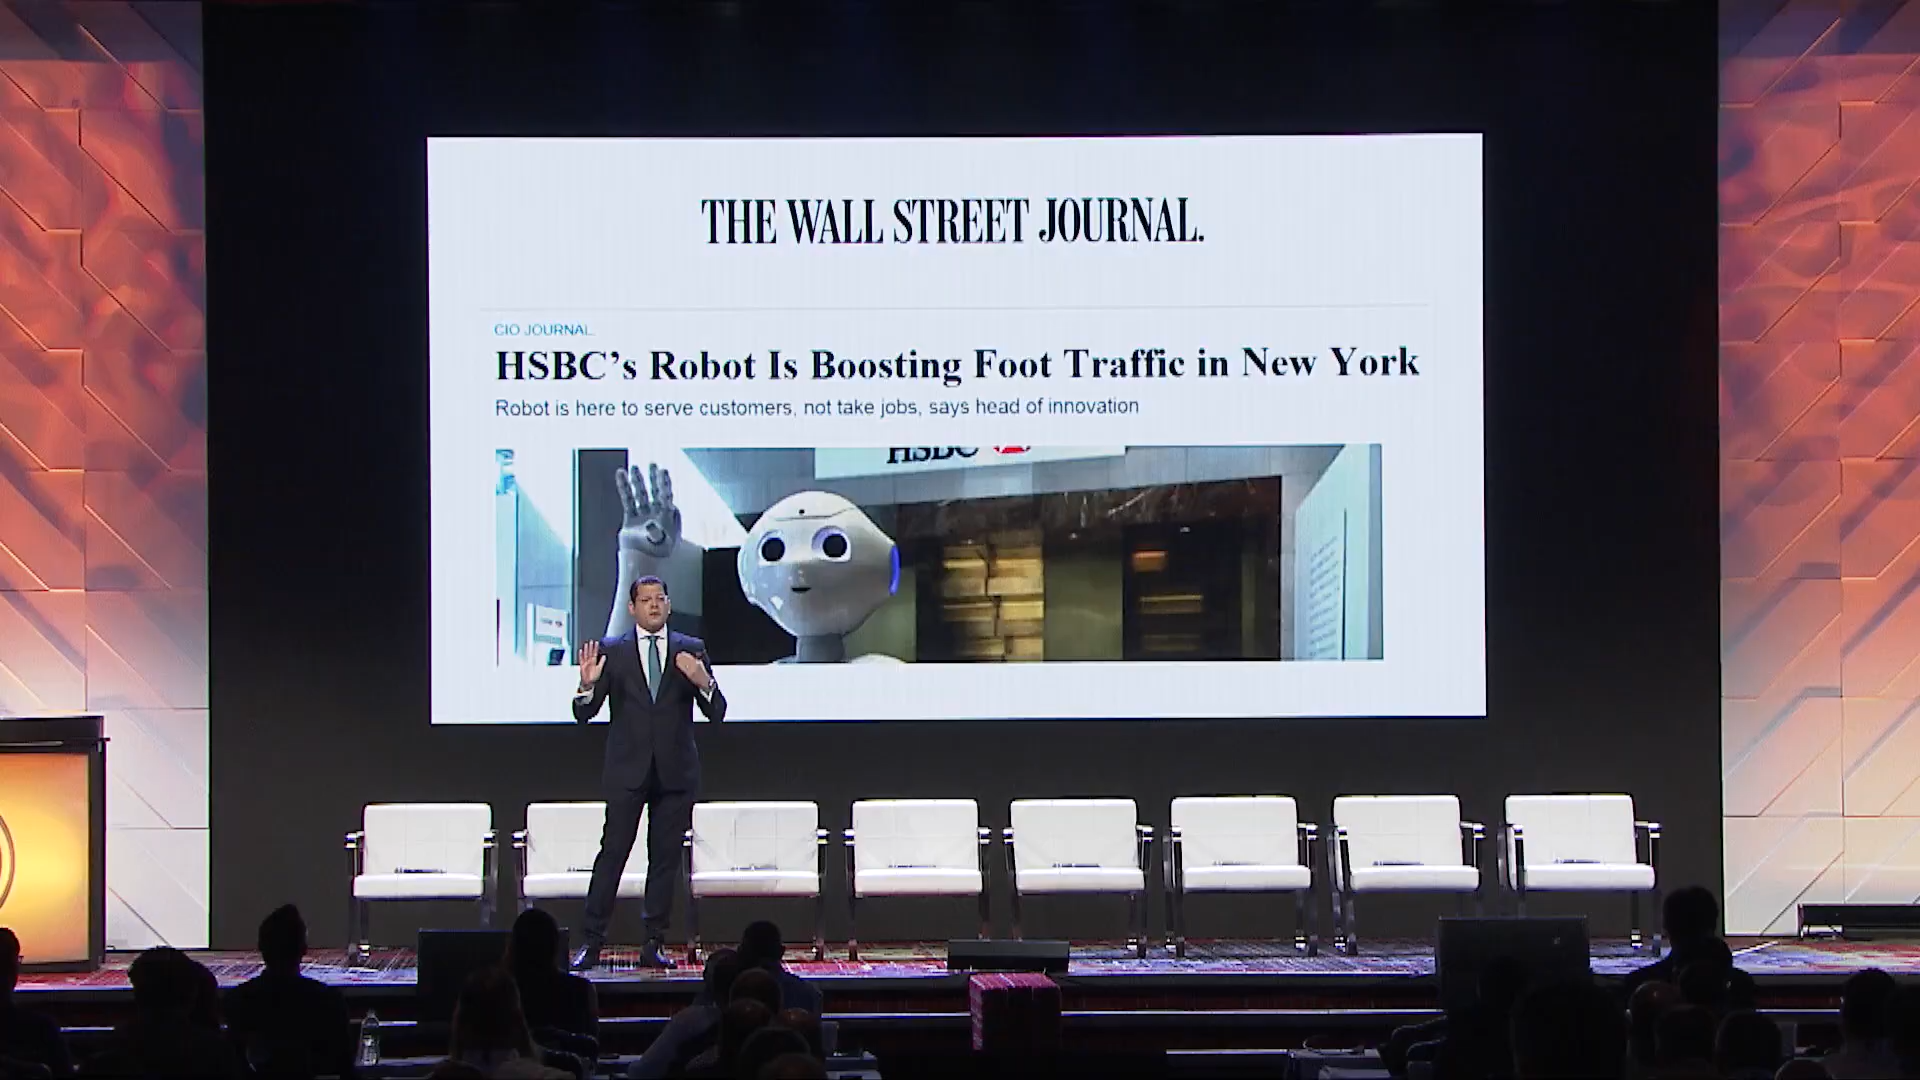 THE WALL STREET JOURNAL.
CIO JOURNAL
HSBC’s Robot Is Boosting Foot Traffic in New York
Robot is here to serve customers, not take jobs, says head of innovation
HSBC